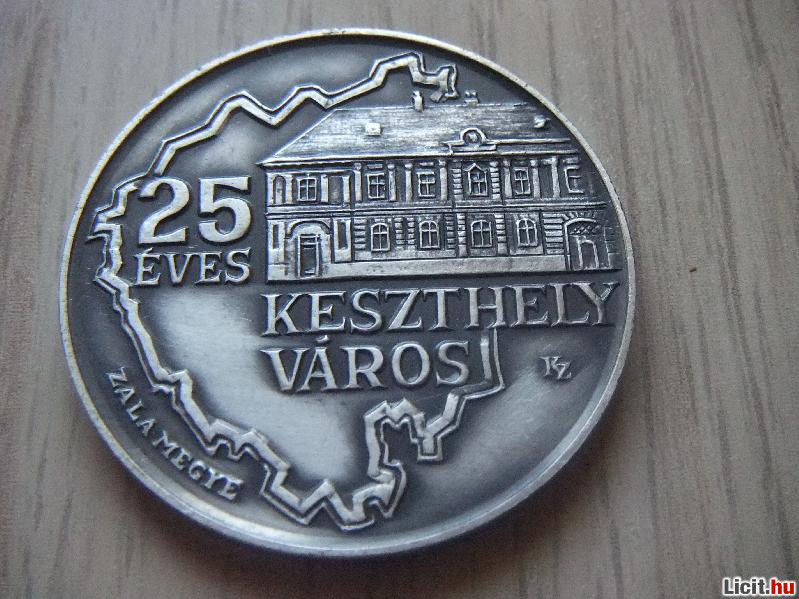 25
ÉVES
KESZTHELY
VÁROS
KZ
ZALA MEGYE
Licit.hu